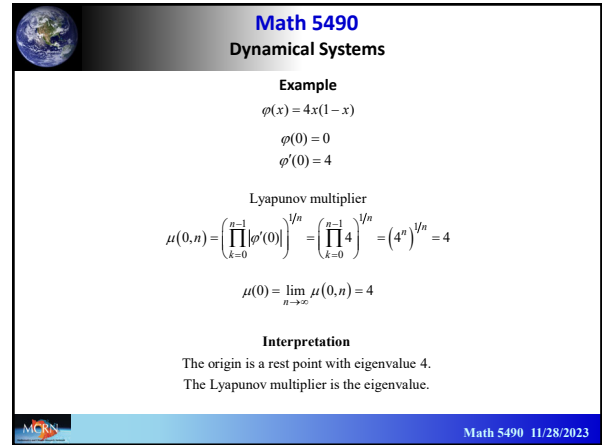 Math 5490
Dynamical Systems
Example
φ(x) = 4x(1 − x)
φ(0) = 0
φ′(0) = 4
Lyapunov multiplier
μ(0,n) = (∏_{k=0}^{n−1} |φ′(0)|)^{1/n} = (∏_{k=0}^{n−1} 4)^{1/n} = (4^n)^{1/n} = 4
μ(0) = lim_{n→∞} μ(0,n) = 4
Interpretation
The origin is a rest point with eigenvalue 4.
The Lyapunov multiplier is the eigenvalue.
MCRN
Math 5490 11/28/2023